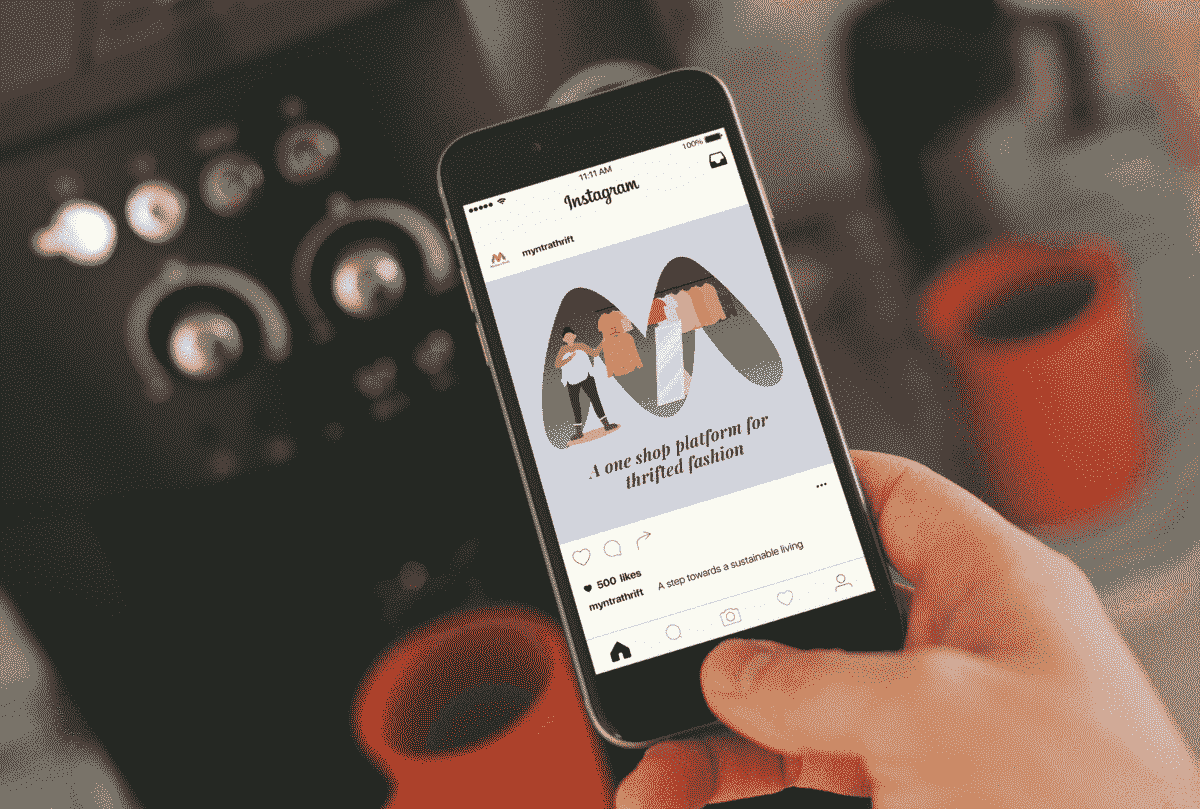 100%
11:11 AM
Instagram
myntrathrift
A one shop platform for
thrifted fashion
500 likes
myntrathrift A step towards a sustainable living